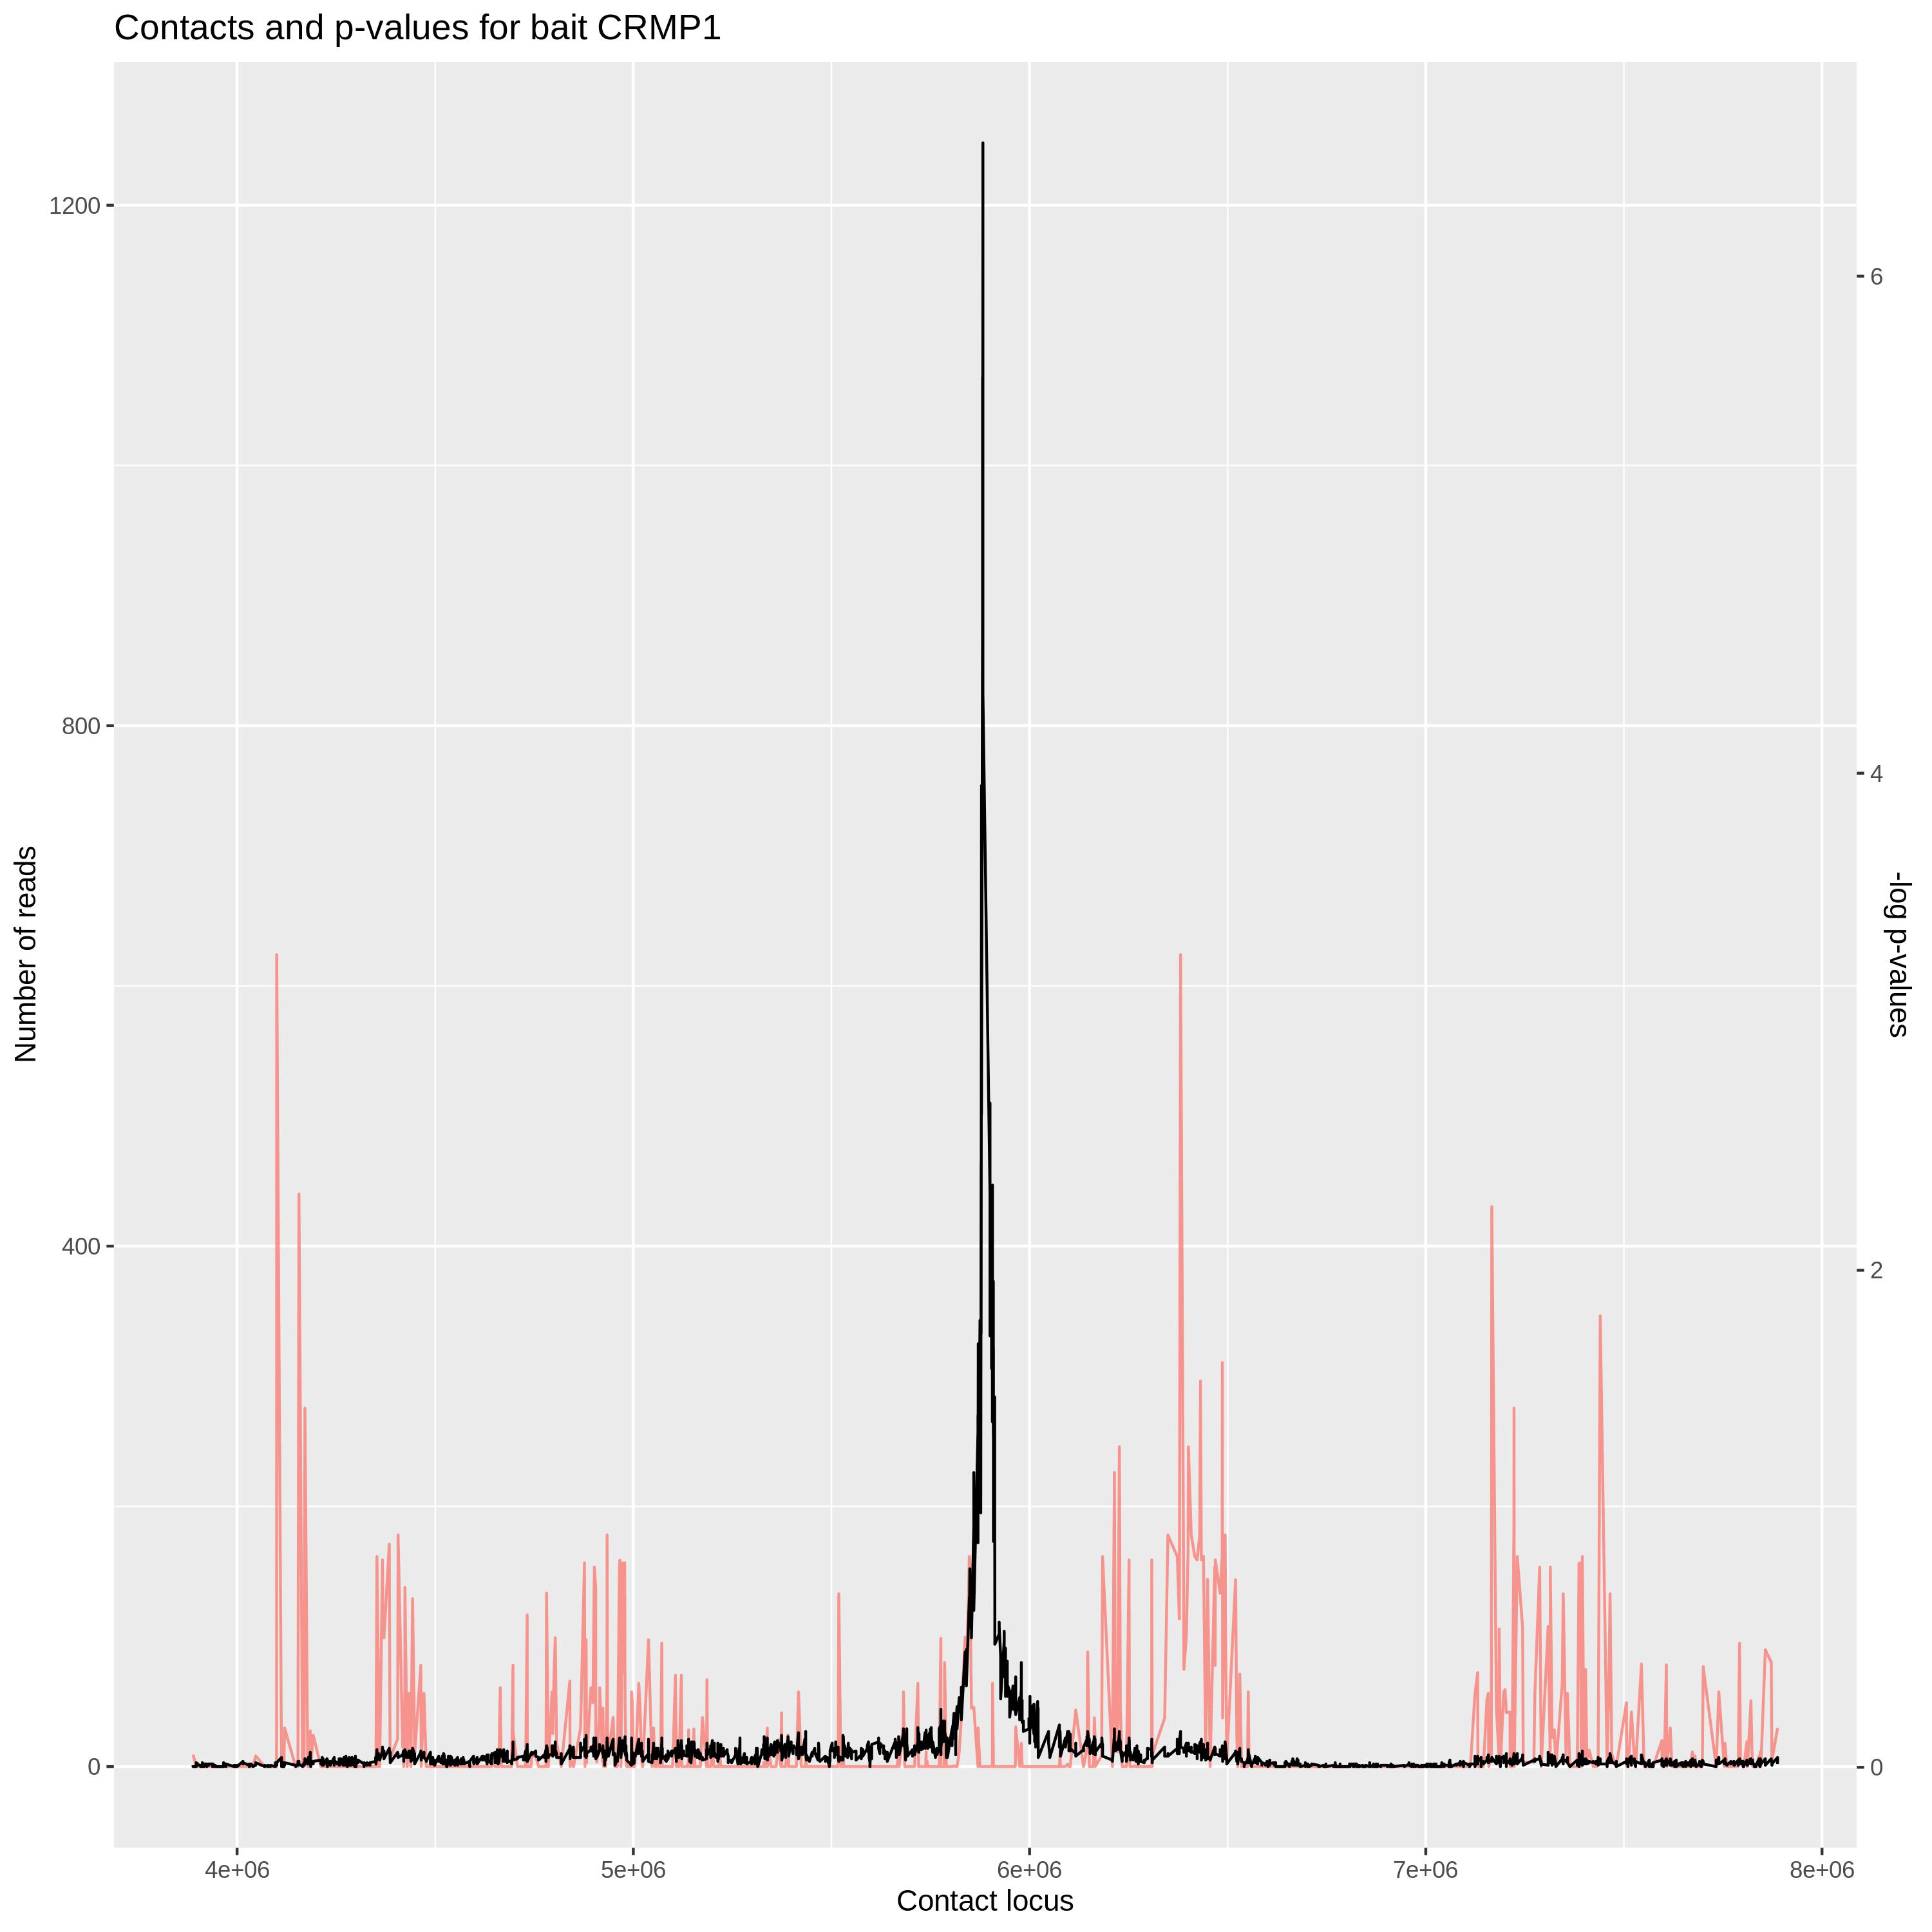 Contacts and p-values for bait CRMP1
1200
800
400
0
Number of reads
6
4
2
0
-log p-values
4e+06
5e+06
6e+06
7e+06
8e+06
Contact locus